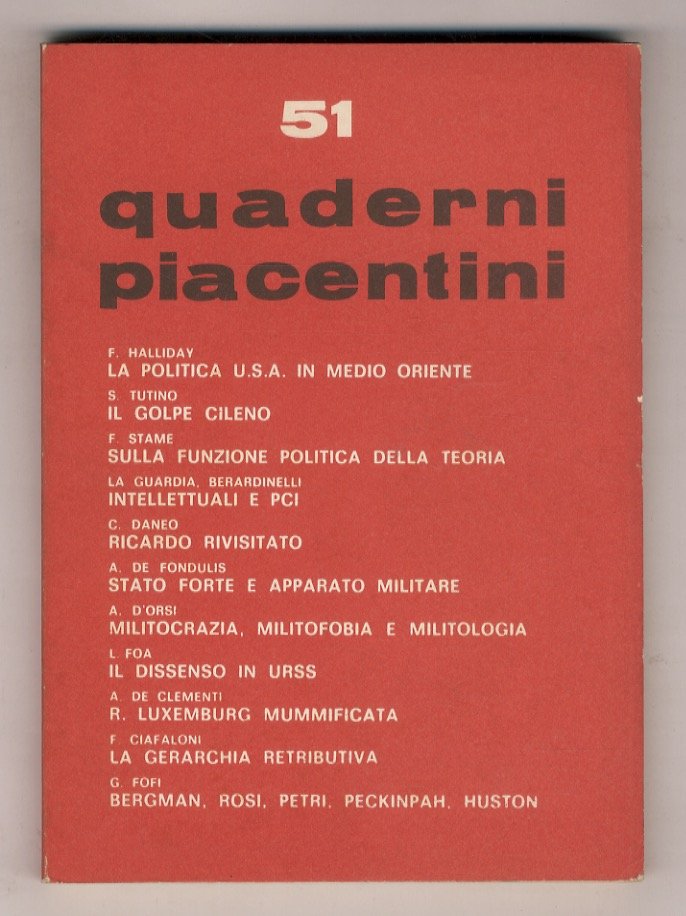 51
quaderni
piacentini
F. HALLIDAY
LA POLITICA U.S.A. IN MEDIO ORIENTE
S. TUTINO
IL GOLPE CILENO
F. STAME
SULLA FUNZIONE POLITICA DELLA TEORIA
LA GUARDIA, BERARDINELLI
INTELLETTUALI E PCI
C. DANEO
RICARDO RIVISITATO
A. DE FONDULIS
STATO FORTE E APPARATO MILITARE
A. D'ORSI
MILITOCRAZIA, MILITOFOBIA E MILITOLOGIA
L. FOA
IL DISSENSO IN URSS
A. DE CLEMENTI
R. LUXEMBURG MUMMIFICATA
F. CIAFALONI
LA GERARCHIA RETRIBUTIVA
G. FOFI
BERGMAN, ROSI, PETRI, PECKINPAH, HUSTON